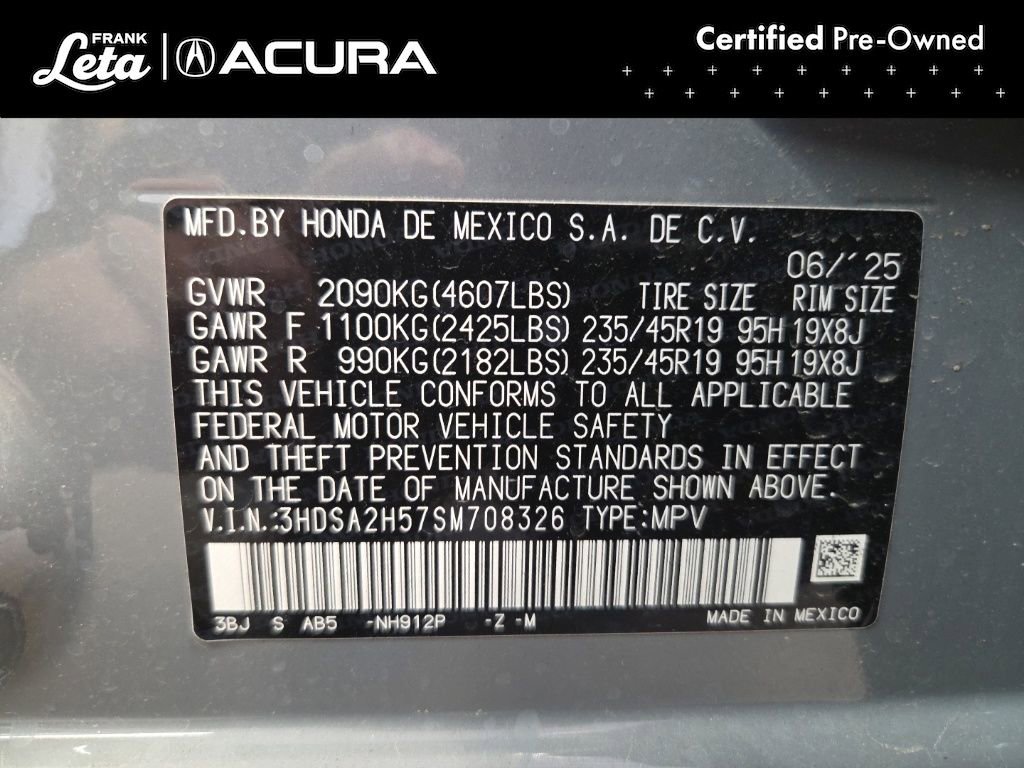 FRANK
Leta
ACURA
Certified Pre-Owned
MFD.BY HONDA DE MEXICO S.A. DE C.V.
06/'25
GVWR 2090KG(4607LBS) TIRE SIZE RIM SIZE
GAWR F 1100KG(2425LBS) 235/45R19 95H 19X8J
GAWR R 990KG(2182LBS) 235/45R19 95H 19X8J
THIS VEHICLE CONFORMS TO ALL APPLICABLE
FEDERAL MOTOR VEHICLE SAFETY
AND THEFT PREVENTION STANDARDS IN EFFECT
ON THE DATE OF MANUFACTURE SHOWN ABOVE.
V.I.N.:3HDSA2H57SM708326 TYPE:MPV
3BJ S AB5 -NH912P -Z -M MADE IN MEXICO